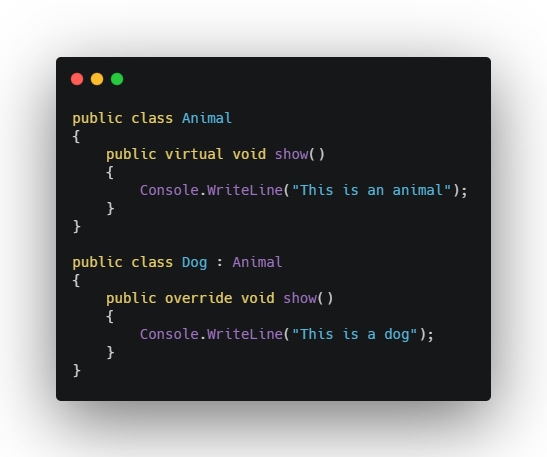 public class Animal
{
    public virtual void show()
    {
        Console.WriteLine("This is an animal");
    }
}

public class Dog : Animal
{
    public override void show()
    {
        Console.WriteLine("This is a dog");
    }
}